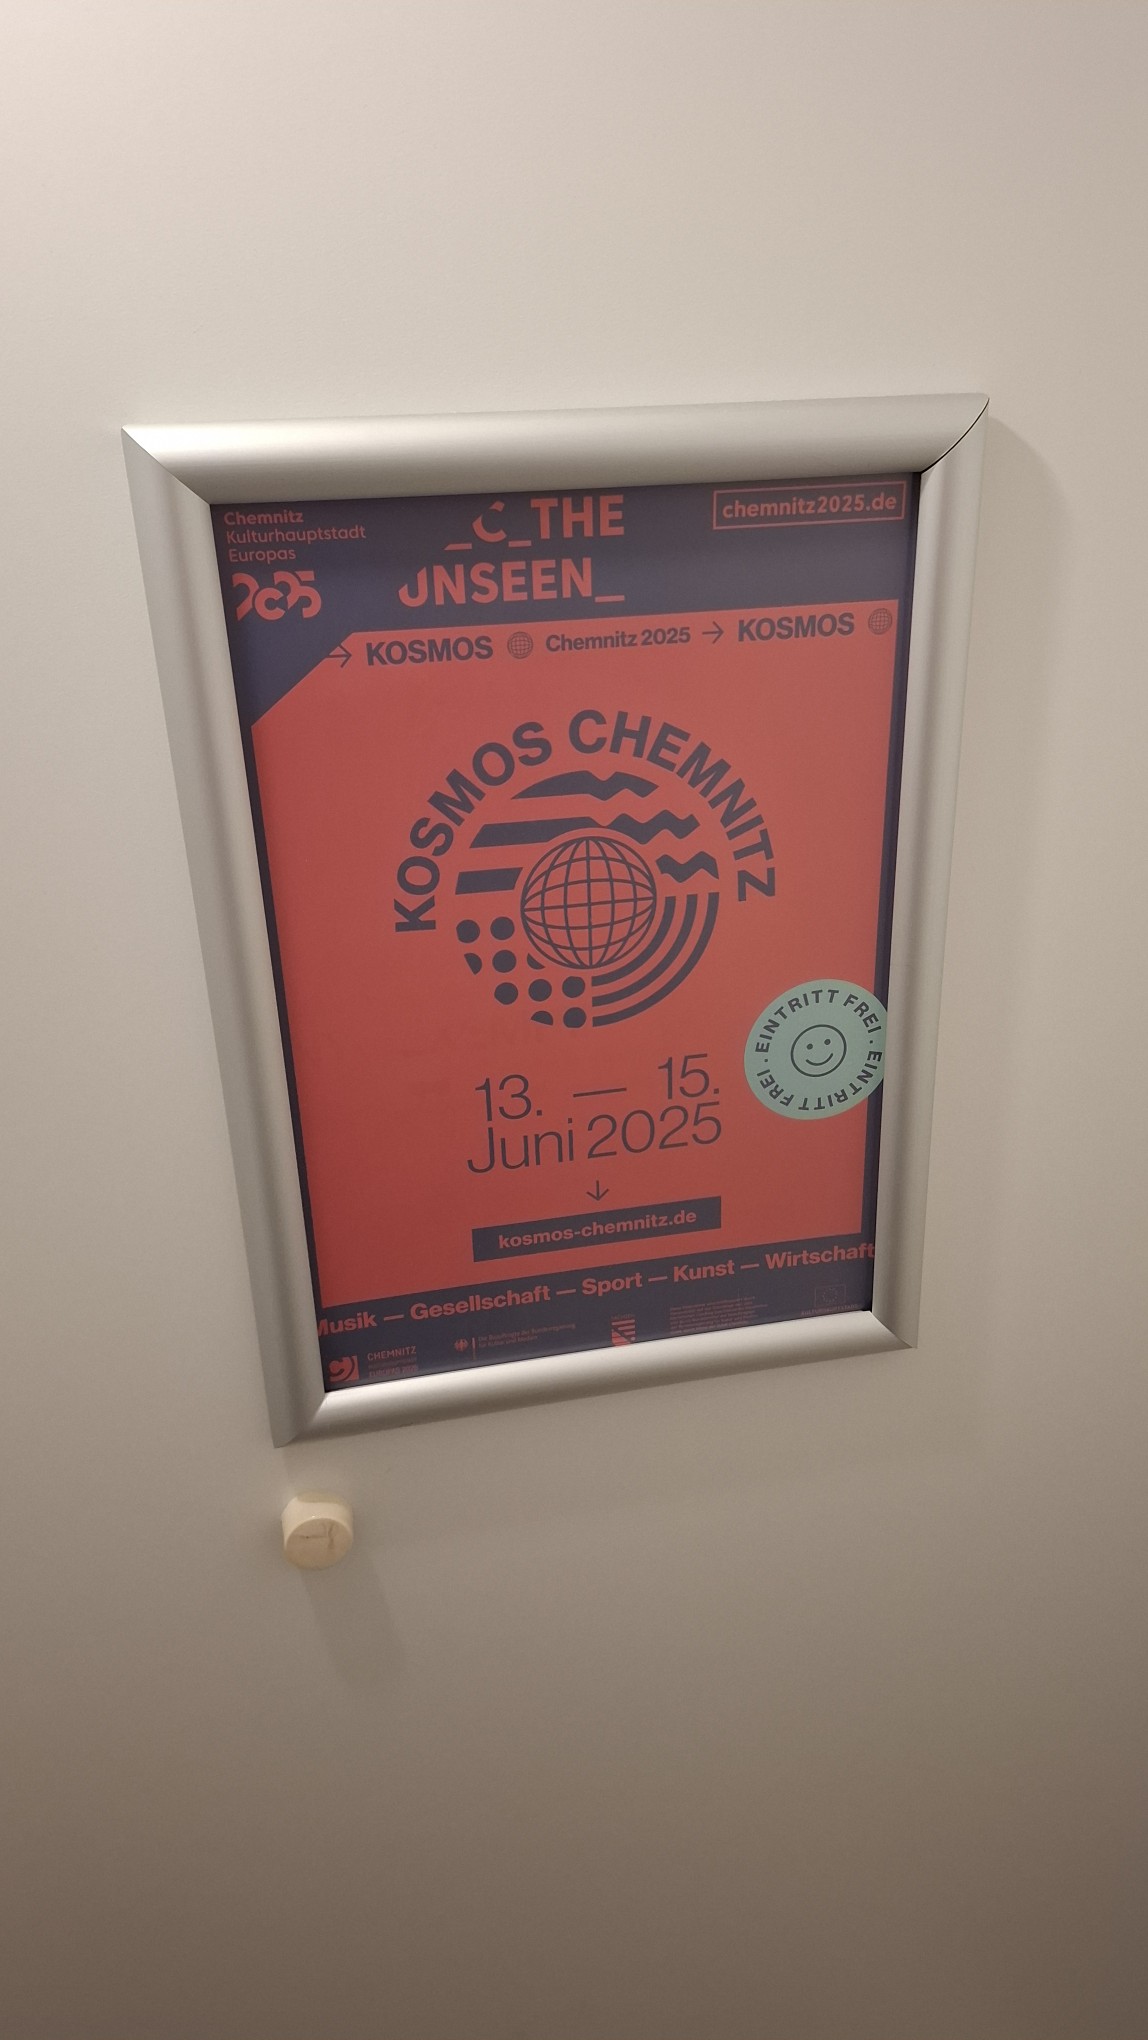 Chemnitz
Kulturhauptstadt
Europas
2025
_C_THE
UNSEEN_
chemnitz2025.de
→ KOSMOS Chemnitz 2025 → KOSMOS
KOSMOS CHEMNITZ
EINTRITT FREI · EINTRITT FREI ·
13. — 15.
Juni 2025
↓
kosmos-chemnitz.de
Musik — Gesellschaft — Sport — Kunst — Wirtschaft
CHEMNITZ